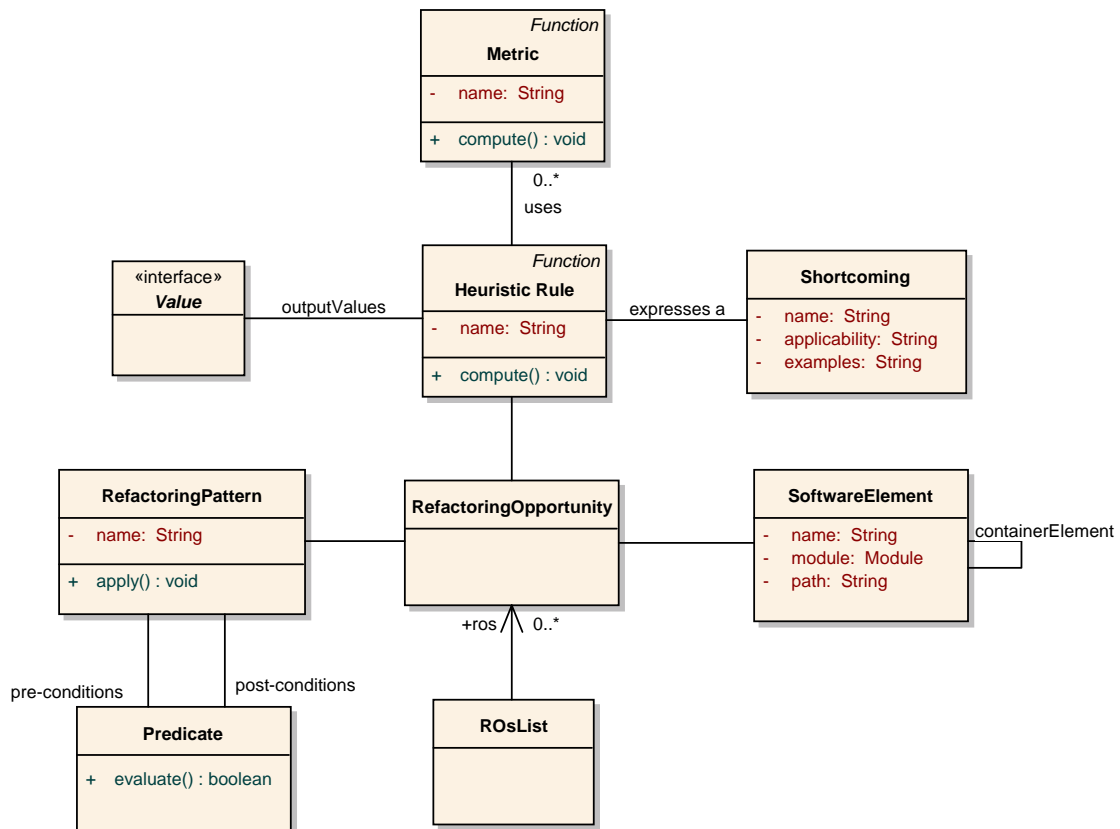 Function
Metric
- name: String
+ compute() : void
0..*
uses
Function
Heuristic Rule
- name: String
+ compute() : void
«interface»
Value
outputValues
expresses a
Shortcoming
- name: String
- applicability: String
- examples: String
RefactoringPattern
- name: String
+ apply() : void
RefactoringOpportunity
SoftwareElement
- name: String
- module: Module
- path: String
containerElement
+ros
0..*
pre-conditions
post-conditions
Predicate
+ evaluate() : boolean
ROsList